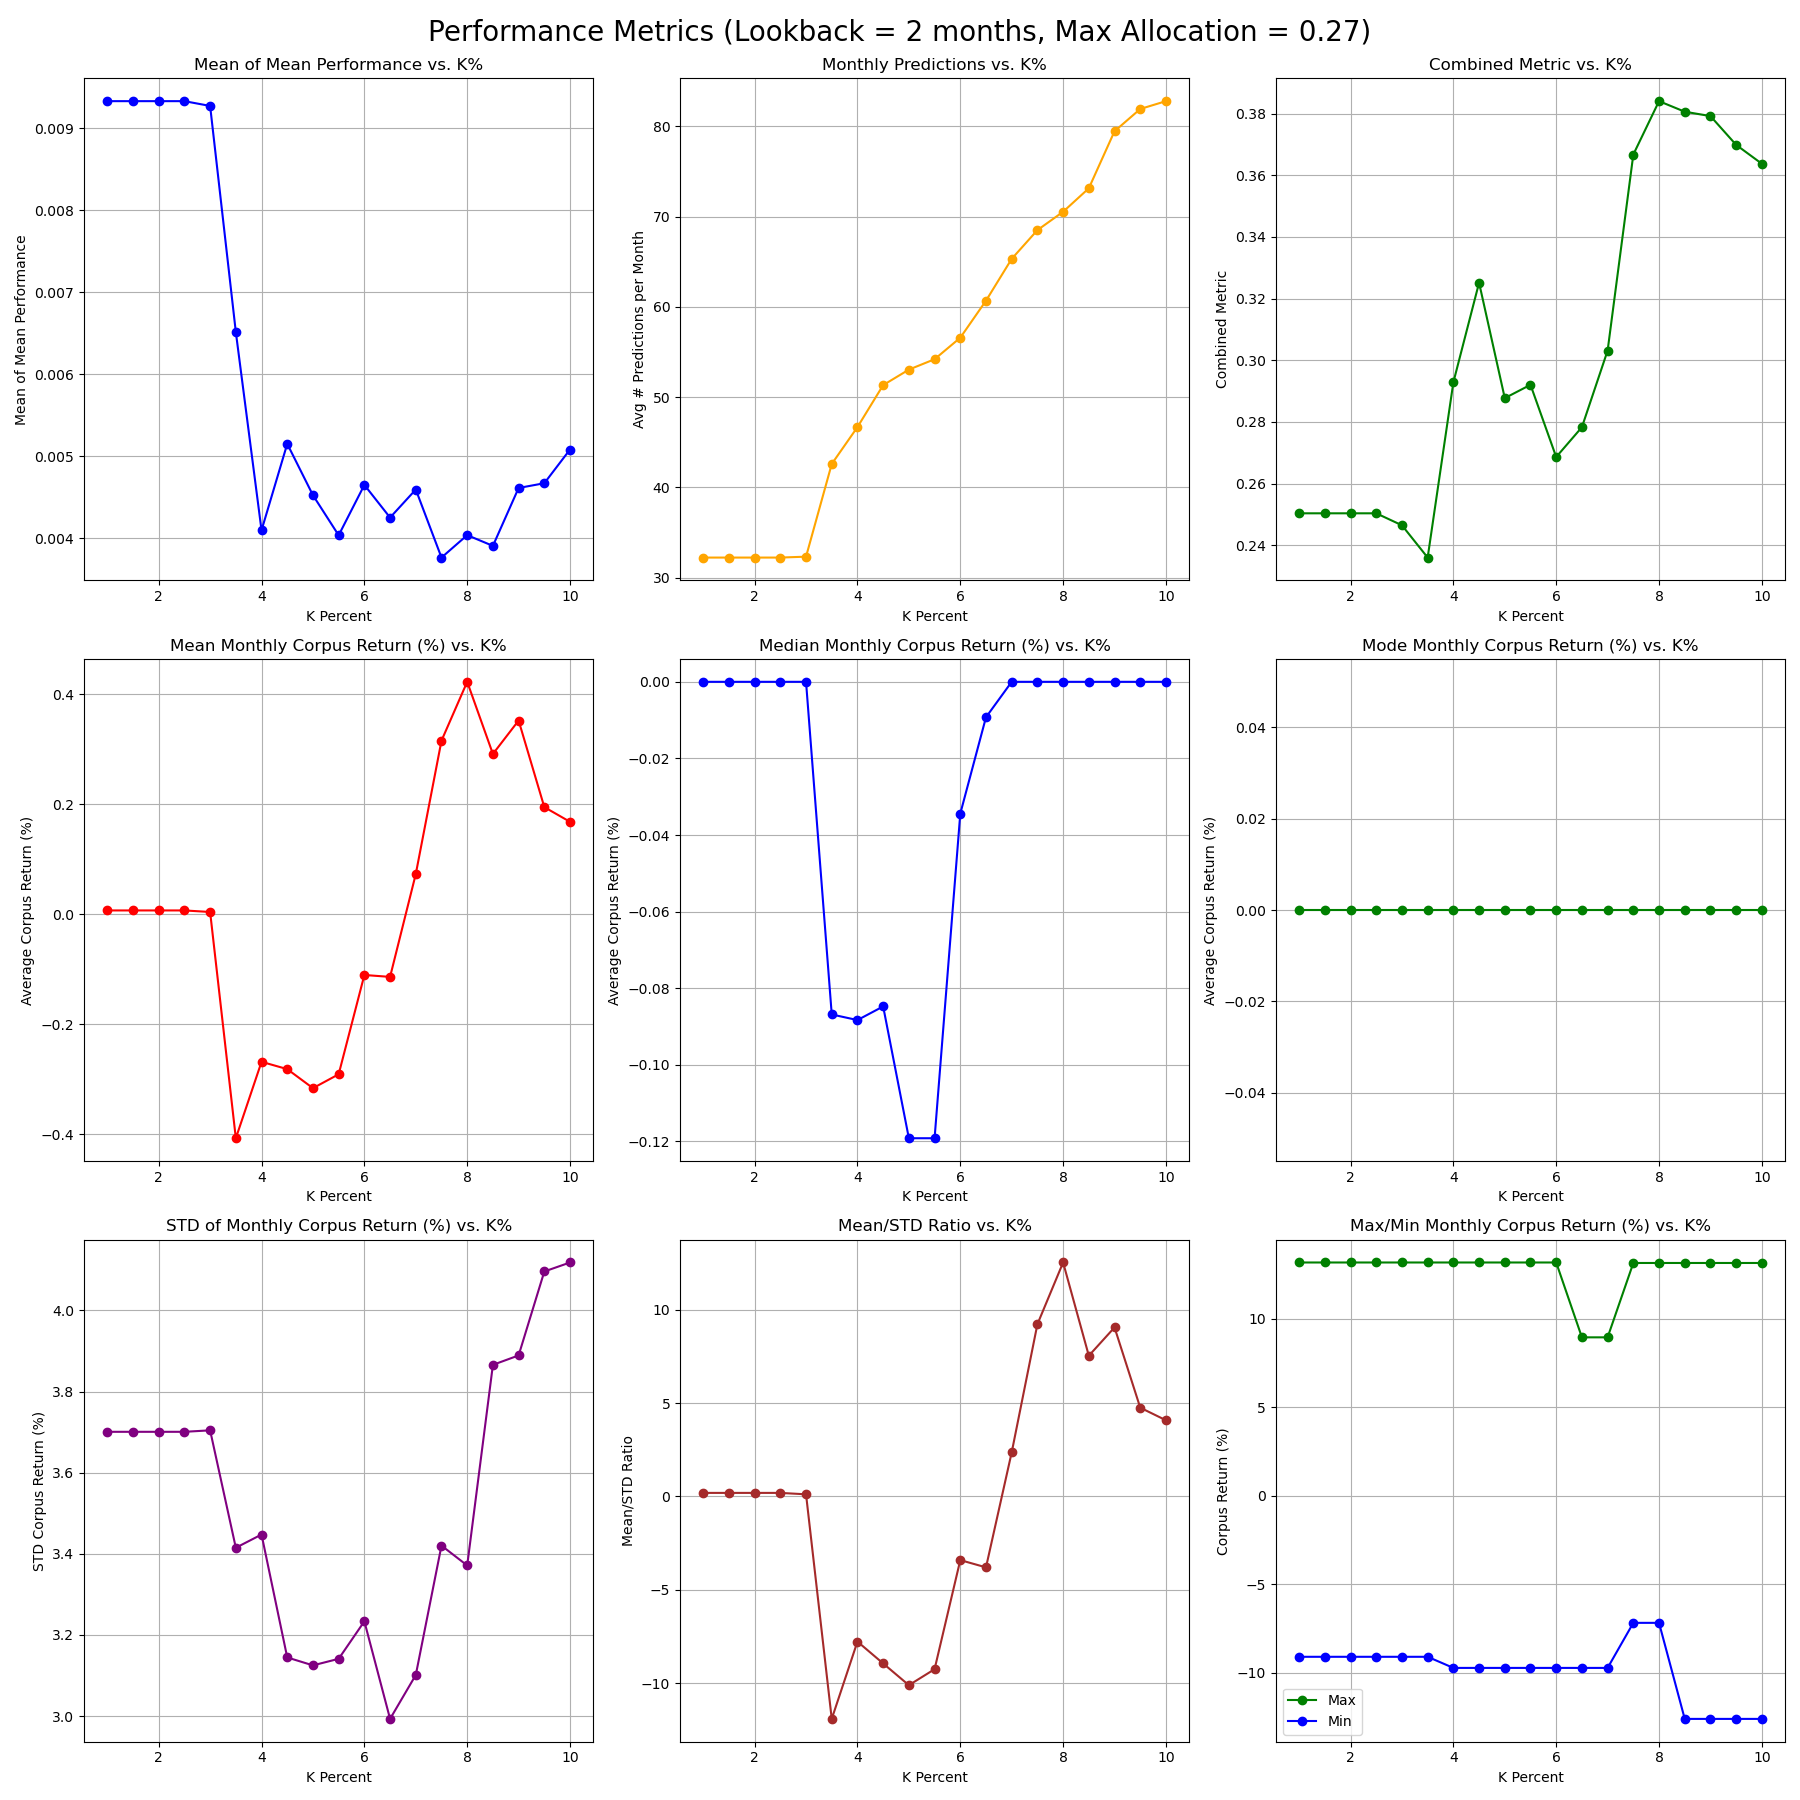 Performance Metrics (Lookback = 2 months, Max Allocation = 0.27)
Mean of Mean Performance vs. K%
Mean of Mean Performance
0.009
0.008
0.007
0.006
0.005
0.004
2 4 6 8 10
K Percent
Monthly Predictions vs. K%
Avg # Predictions per Month
80
70
60
50
40
30
2 4 6 8 10
K Percent
Combined Metric vs. K%
Combined Metric
0.38
0.36
0.34
0.32
0.30
0.28
0.26
0.24
2 4 6 8 10
K Percent
Mean Monthly Corpus Return (%) vs. K%
Average Corpus Return (%)
0.4
0.2
0.0
−0.2
−0.4
2 4 6 8 10
K Percent
Median Monthly Corpus Return (%) vs. K%
Average Corpus Return (%)
0.00
−0.02
−0.04
−0.06
−0.08
−0.10
−0.12
2 4 6 8 10
K Percent
Mode Monthly Corpus Return (%) vs. K%
Average Corpus Return (%)
0.04
0.02
0.00
−0.02
−0.04
2 4 6 8 10
K Percent
STD of Monthly Corpus Return (%) vs. K%
STD Corpus Return (%)
4.0
3.8
3.6
3.4
3.2
3.0
2 4 6 8 10
K Percent
Mean/STD Ratio vs. K%
Mean/STD Ratio
10
5
0
−5
−10
2 4 6 8 10
K Percent
Max/Min Monthly Corpus Return (%) vs. K%
Corpus Return (%)
10
5
0
−5
−10
Max
Min
2 4 6 8 10
K Percent